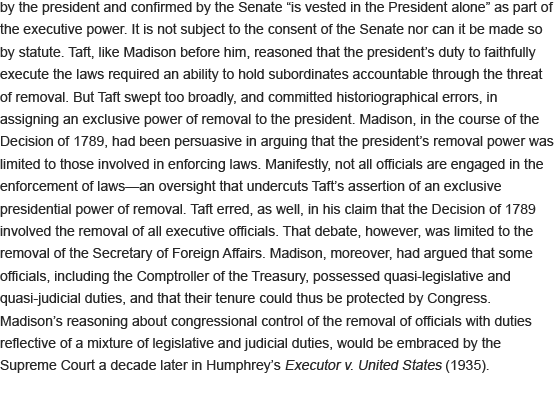 by the president and confirmed by the Senate “is vested in the President alone” as part of
the executive power. It is not subject to the consent of the Senate nor can it be made so
by statute. Taft, like Madison before him, reasoned that the president’s duty to faithfully
execute the laws required an ability to hold subordinates accountable through the threat
of removal. But Taft swept too broadly, and committed historiographical errors, in
assigning an exclusive power of removal to the president. Madison, in the course of the
Decision of 1789, had been persuasive in arguing that the president’s removal power was
limited to those involved in enforcing laws. Manifestly, not all officials are engaged in the
enforcement of laws—an oversight that undercuts Taft’s assertion of an exclusive
presidential power of removal. Taft erred, as well, in his claim that the Decision of 1789
involved the removal of all executive officials. That debate, however, was limited to the
removal of the Secretary of Foreign Affairs. Madison, moreover, had argued that some
officials, including the Comptroller of the Treasury, possessed quasi-legislative and
quasi-judicial duties, and that their tenure could thus be protected by Congress.
Madison’s reasoning about congressional control of the removal of officials with duties
reflective of a mixture of legislative and judicial duties, would be embraced by the
Supreme Court a decade later in Humphrey’s Executor v. United States (1935).